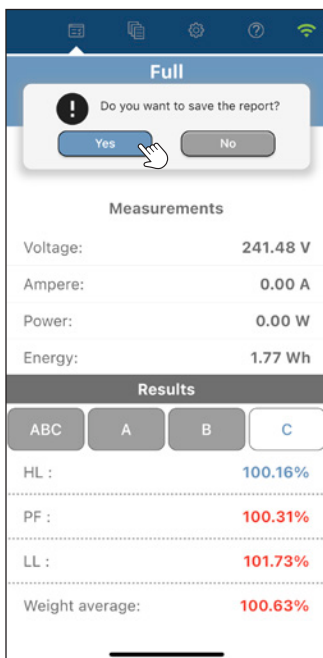 Full
Do you want to save the report?
Yes No
Measurements
Voltage: 241.48 V
Ampere: 0.00 A
Power: 0.00 W
Energy: 1.77 Wh
Results
ABC A B C
HL : 100.16%
PF : 100.31%
LL : 101.73%
Weight average: 100.63%